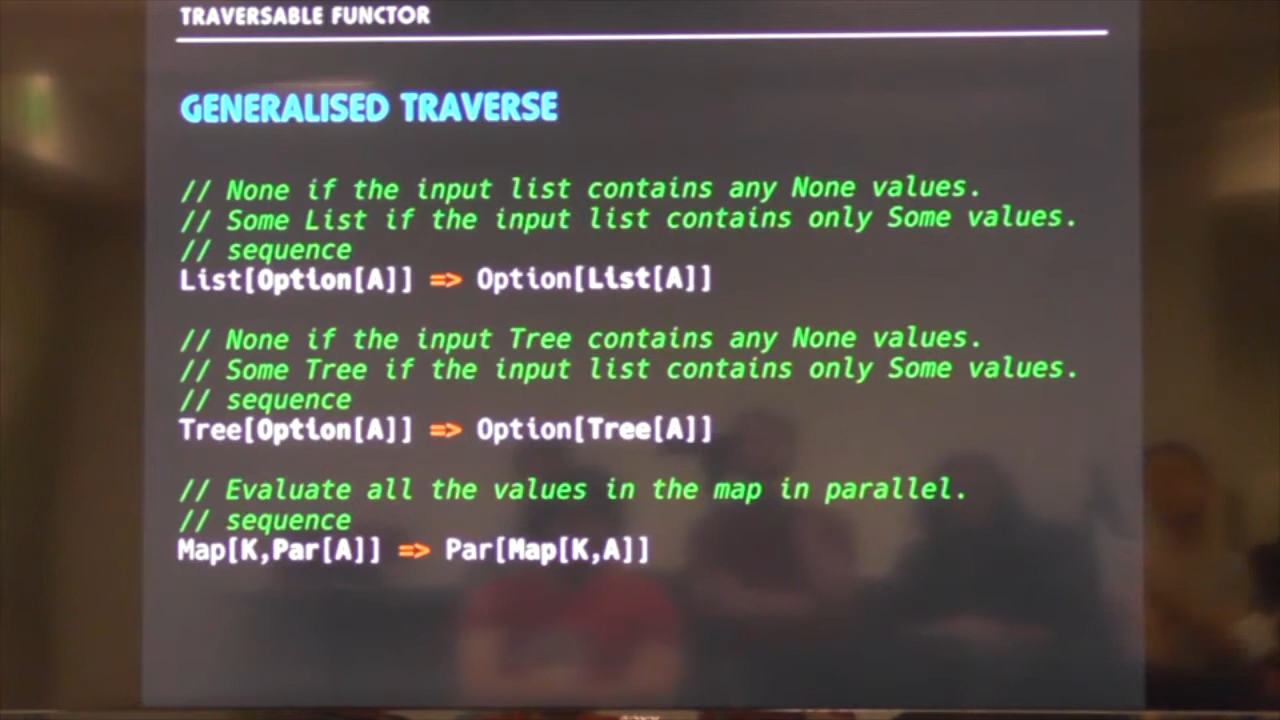 TRAVERSABLE FUNCTOR
GENERALISED TRAVERSE
// None if the input list contains any None values.
// Some List if the input list contains only Some values.
// sequence
List[Option[A]] => Option[List[A]]
// None if the input Tree contains any None values.
// Some Tree if the input list contains only Some values.
// sequence
Tree[Option[A]] => Option[Tree[A]]
// Evaluate all the values in the map in parallel.
// sequence
Map[K,Par[A]] => Par[Map[K,A]]